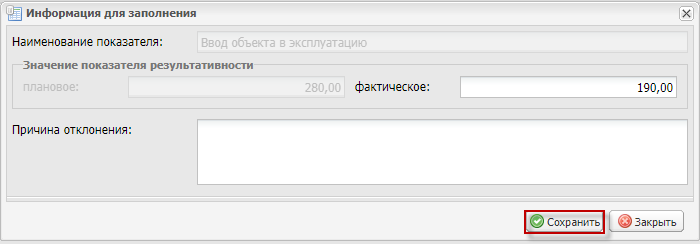 Информация для заполнения
Наименование показателя: Ввод объекта в эксплуатацию
Значение показателя результативности
плановое: 280,00 фактическое: 190,00
Причина отклонения:
Сохранить Закрыть